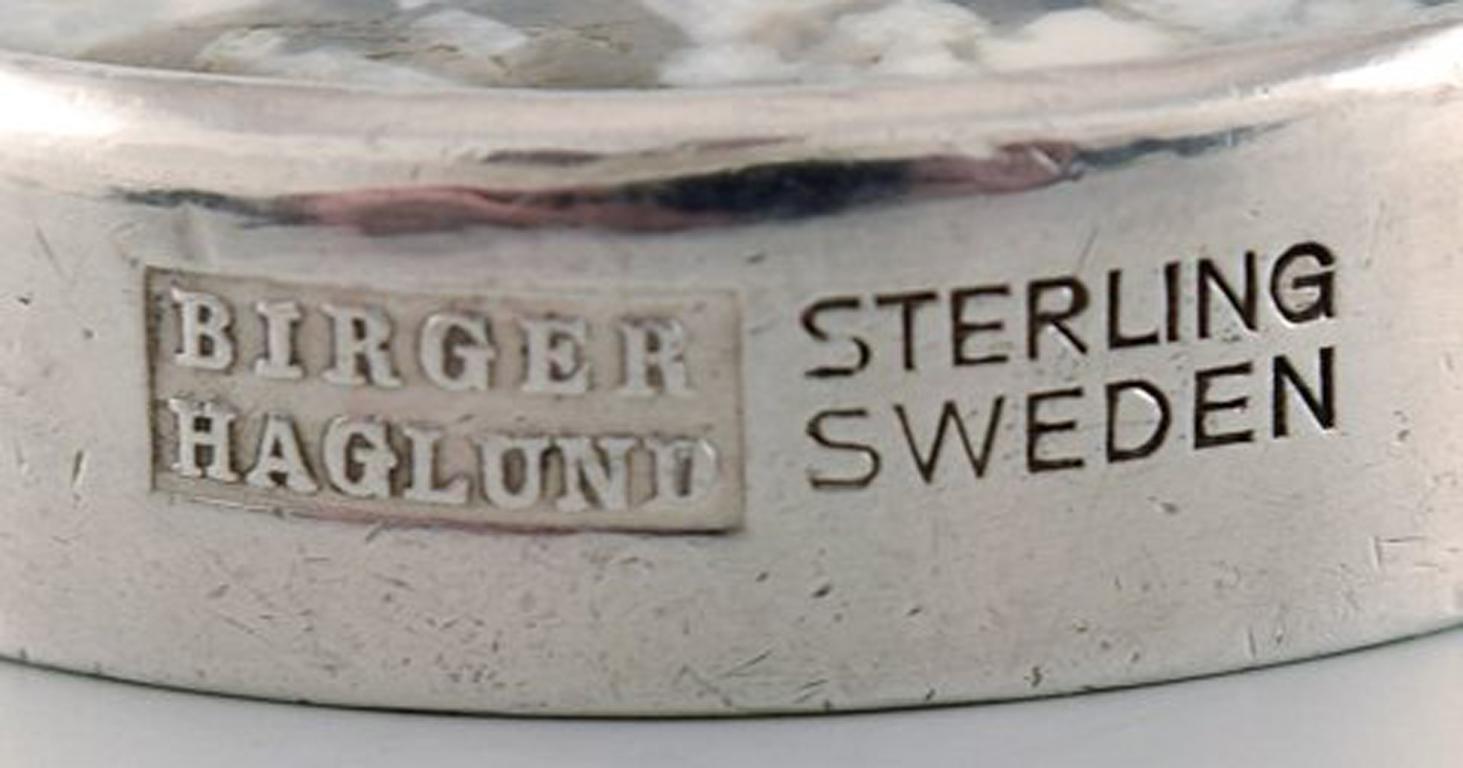 BIRGER
HAGLUND
STERLING
SWEDEN